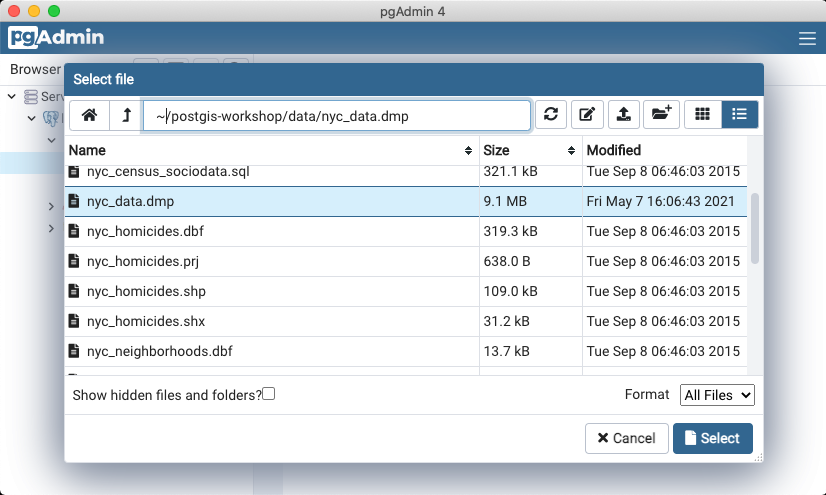 pgAdmin 4
pgAdmin
Browser
Select file
~/postgis-workshop/data/nyc_data.dmp
Name Size Modified
nyc_census_sociodata.sql 321.1 kB Tue Sep 8 06:46:03 2015
nyc_data.dmp 9.1 MB Fri May 7 16:06:43 2021
nyc_homicides.dbf 319.3 kB Tue Sep 8 06:46:03 2015
nyc_homicides.prj 638.0 B Tue Sep 8 06:46:03 2015
nyc_homicides.shp 109.0 kB Tue Sep 8 06:46:03 2015
nyc_homicides.shx 31.2 kB Tue Sep 8 06:46:03 2015
nyc_neighborhoods.dbf 13.7 kB Tue Sep 8 06:46:03 2015
Show hidden files and folders? Format All Files
Cancel Select